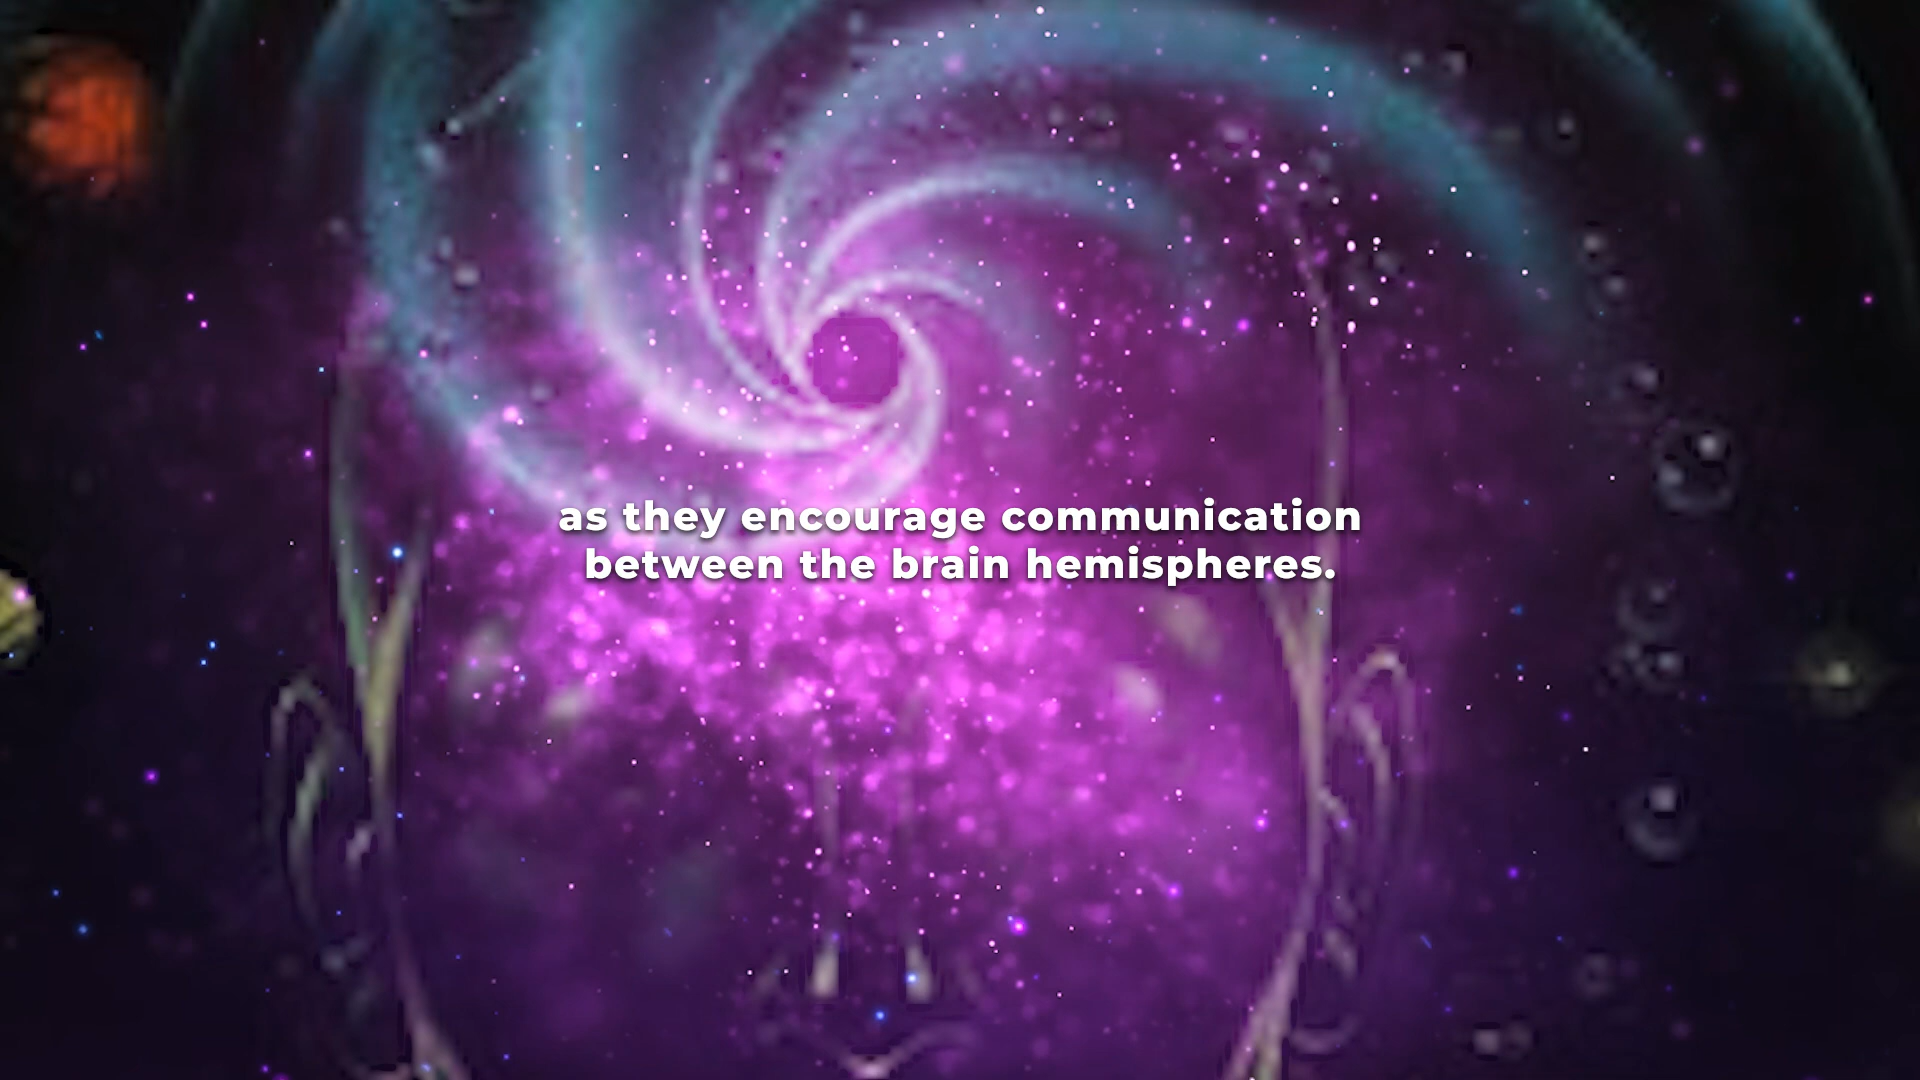 as they encourage communication
between the brain hemispheres.